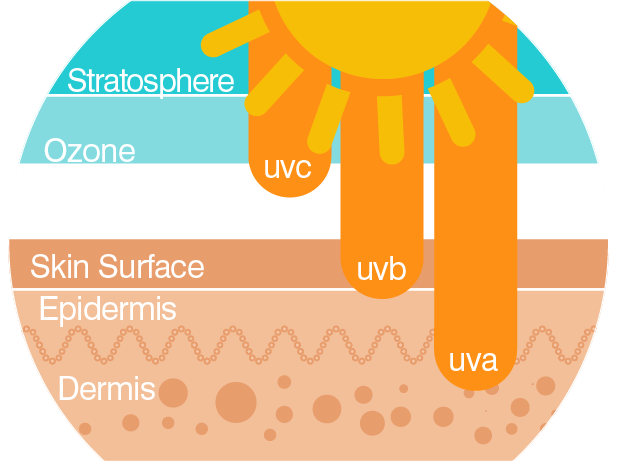 Stratosphere
Ozone
uvc
Skin Surface
uvb
Epidermis
uva
Dermis